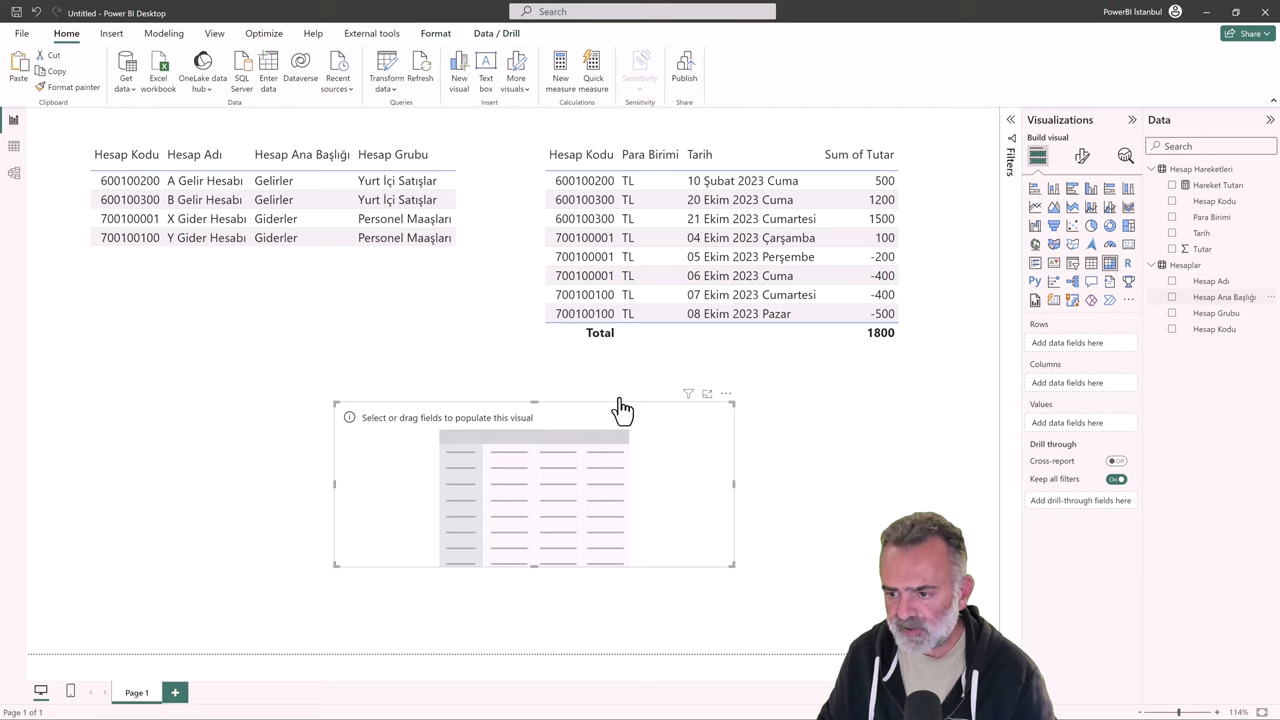 Untitled - Power BI Desktop
Search
PowerBI Istanbul
File Home Insert Modeling View Optimize Help External tools Format Data / Drill
Share
Paste
Cut
Copy
Format painter
Clipboard
Get data
Excel workbook
OneLake data hub
SQL Server
Enter data
Dataverse
Recent sources
Data
Transform data
Refresh
Queries
New visual
Text box
More visuals
Insert
New measure
Quick measure
Calculations
Sensitivity
Sensitivity
Publish
Share
Hesap Kodu Hesap Adı Hesap Ana Başlığı Hesap Grubu
600100200 A Gelir Hesabı Gelirler Yurt İçi Satışlar
600100300 B Gelir Hesabı Gelirler Yurt İçi Satışlar
700100001 X Gider Hesabı Giderler Personel Maaşları
700100100 Y Gider Hesabı Giderler Personel Maaşları
Hesap Kodu Para Birimi Tarih Sum of Tutar
600100200 TL 10 Şubat 2023 Cuma 500
600100300 TL 20 Ekim 2023 Cuma 1200
600100300 TL 21 Ekim 2023 Cumartesi 1500
700100001 TL 04 Ekim 2023 Çarşamba 100
700100001 TL 05 Ekim 2023 Perşembe -200
700100001 TL 06 Ekim 2023 Cuma -400
700100100 TL 07 Ekim 2023 Cumartesi -400
700100100 TL 08 Ekim 2023 Pazar -500
Total 1800
Select or drag fields to populate this visual
Filters
Visualizations
Build visual
Rows
Add data fields here
Columns
Add data fields here
Values
Add data fields here
Drill through
Cross-report Off
Keep all filters On
Add drill-through fields here
Data
Search
Hesap Hareketleri
Hareket Tutarı
Hesap Kodu
Para Birimi
Tarih
Tutar
Hesaplar
Hesap Adı
Hesap Ana Başlığı
Hesap Grubu
Hesap Kodu
Page 1
Page 1 of 1
114%